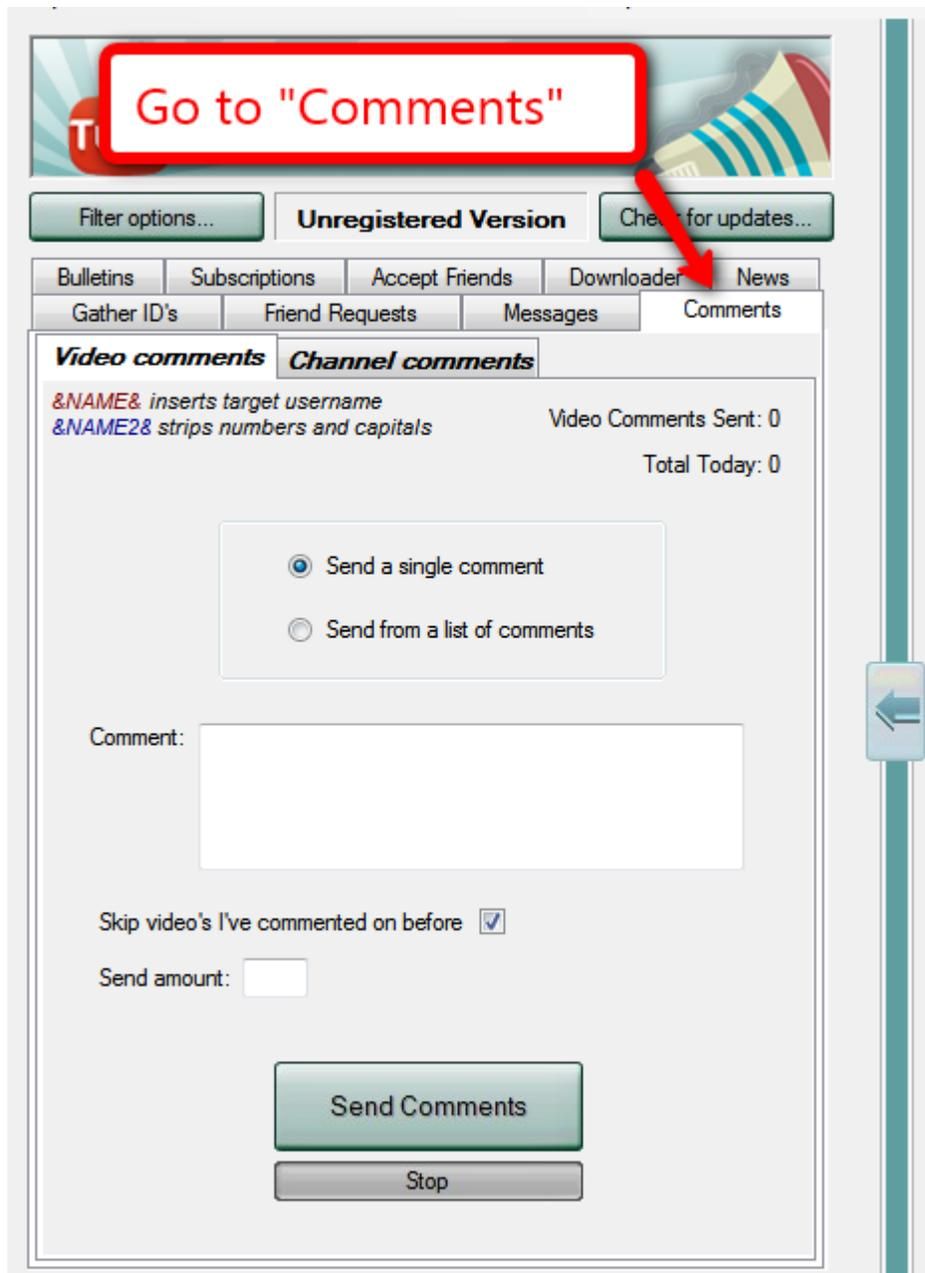 Go to "Comments"
Filter options...
Unregistered Version
for updates...
Bulletins
Subscriptions
Accept Friends
Downloader
News
Gather ID's
Friend Requests
Messages
Comments
Video comments
Channel comments
&NAME& inserts target username
&NAME2& strips numbers and capitals
Video Comments Sent: 0
Total Today: 0
Send a single comment
Send from a list of comments
Comment:
Skip video's I've commented on before
Send amount:
Send Comments
Stop